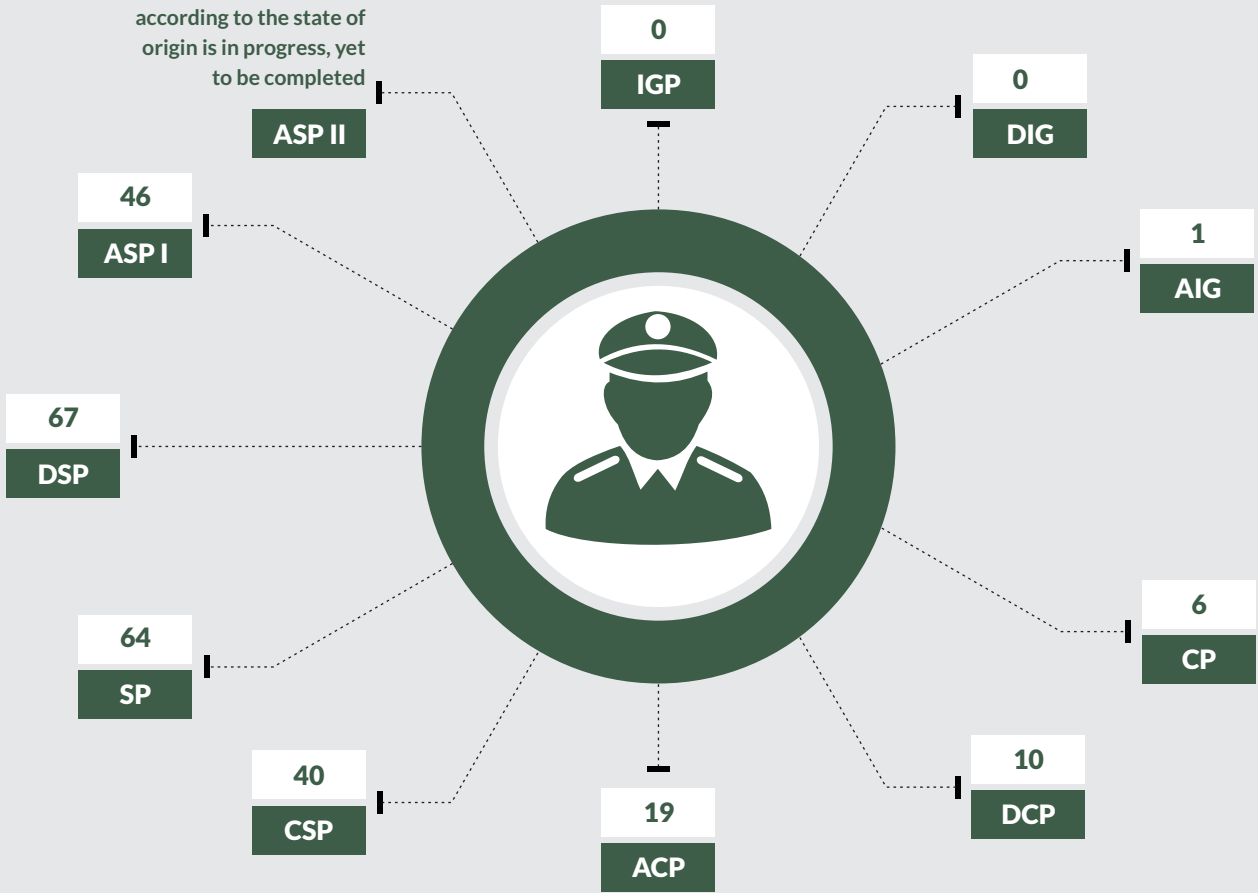 according to the state of
origin is in progress, yet
to be completed
ASP II
0
IGP
0
DIG
1
AIG
6
CP
10
DCP
19
ACP
40
CSP
64
SP
67
DSP
46
ASP I